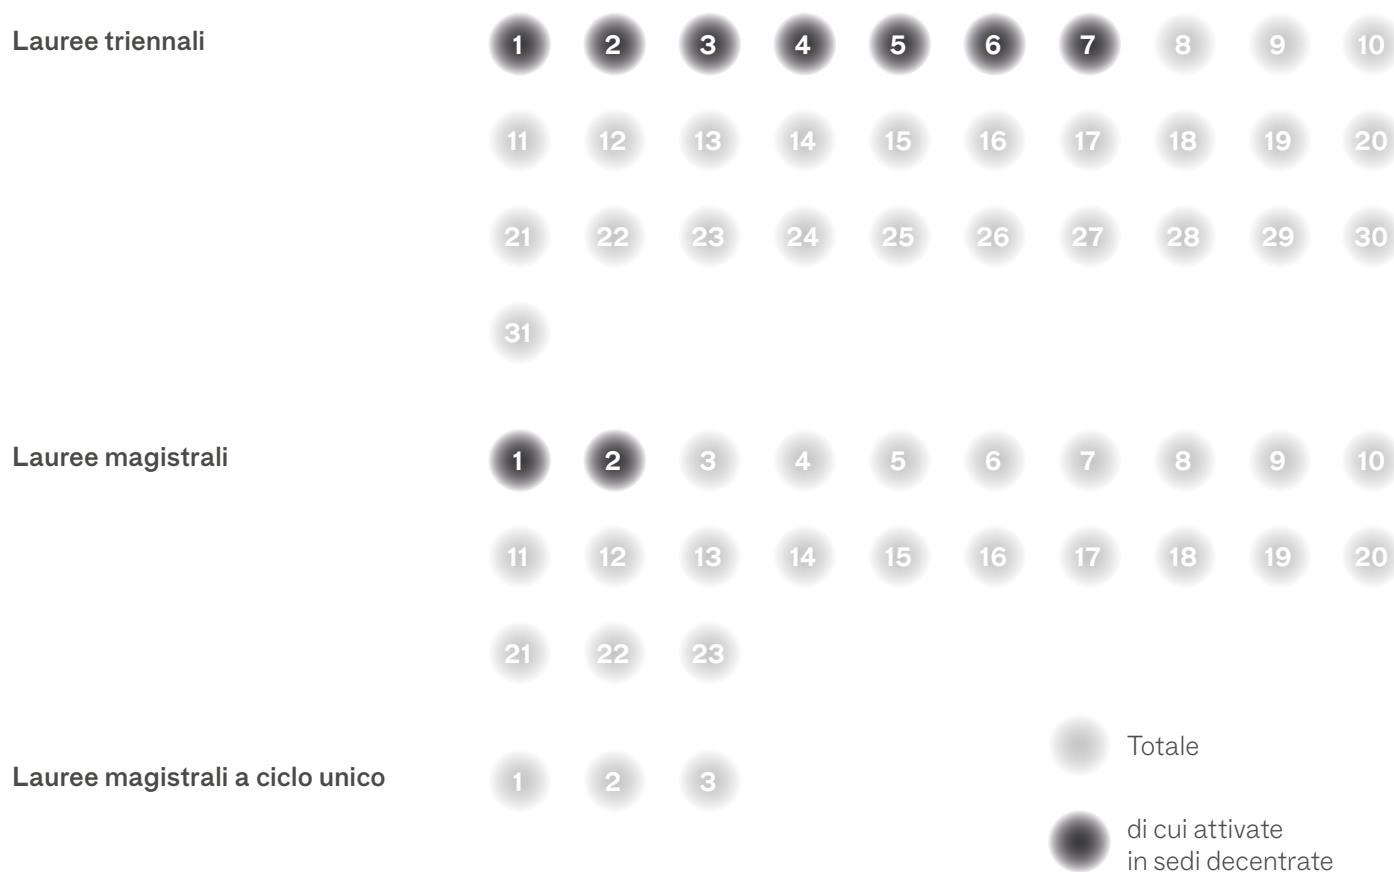 Lauree triennali 1 2 3 4 5 6 7 8 9 10
11 12 13 14 15 16 17 18 19 20
21 22 23 24 25 26 27 28 29 30
31
Lauree magistrali 1 2 3 4 5 6 7 8 9 10
11 12 13 14 15 16 17 18 19 20
21 22 23
Totale
Lauree magistrali a ciclo unico 1 2 3
di cui attivate
in sedi decentrate